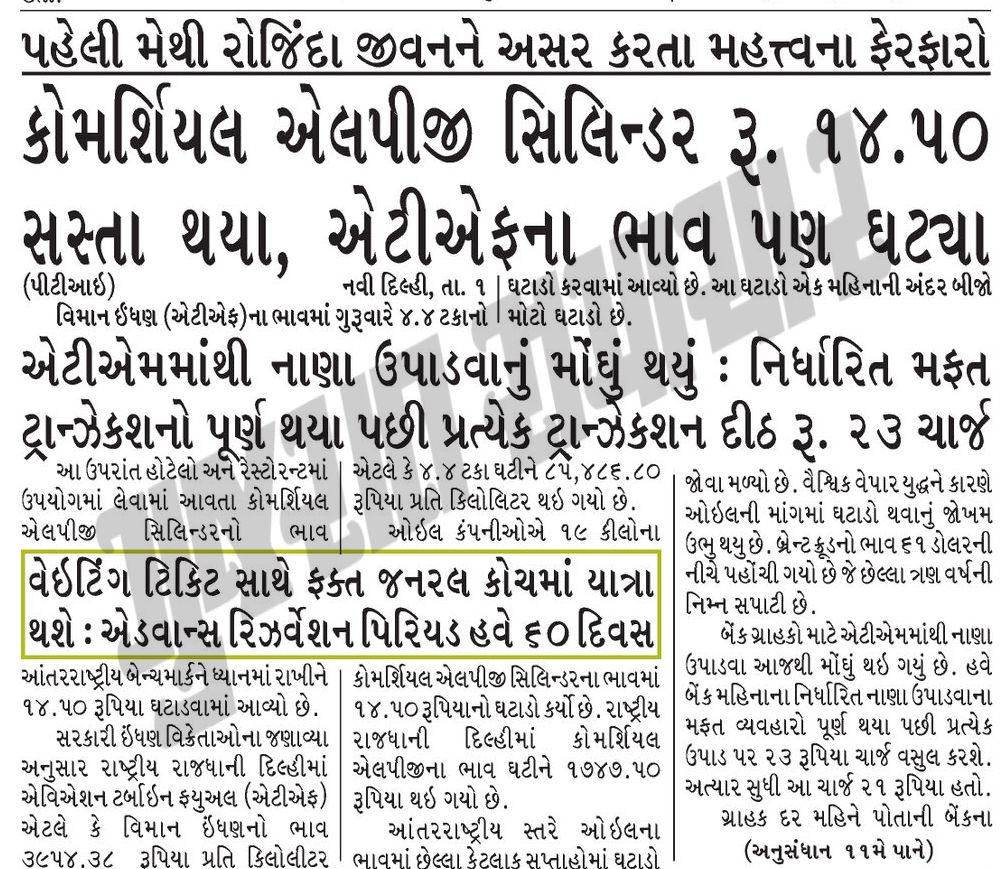 પહેલી મેથી રોજિંદા જીવનને અસર કરતા મહત્ત્વના ફેરફારો
કોમર્શિયલ એલપીજી સિલિન્ડર રૂ. ૧૪.૫૦
સસ્તા થયા, એટીએફના ભાવ પણ ઘટ્યા
(પીટીઆઈ) નવી દિલ્હી, તા. ૧
વિમાન ઈંધણ (એટીએફ)ના ભાવમાં ગુરૂવારે ૪.૪ ટકાનો
ઘટાડો કરવામાં આવ્યો છે. આ ઘટાડો એક મહિનાની અંદર બીજો
મોટો ઘટાડો છે.
એટીએમમાંથી નાણા ઉપાડવાનું મોંઘું થયું : નિર્ધારિત મફત
ટ્રાન્ઝેકશનો પૂર્ણ થયા પછી પ્રત્યેક ટ્રાન્ઝેકશન દીઠ રૂ. ૨૩ ચાર્જ
આ ઉપરાંત હોટેલો અને રેસ્ટોરન્ટમાં
ઉપયોગમાં લેવામાં આવતા કોમર્શિયલ
એલપીજી સિલિન્ડરનો ભાવ
વેઇટિંગ ટિકિટ સાથે ફક્ત જનરલ કોચમાં યાત્રા
થશે : એડવાન્સ રિઝર્વેશન પિરિયડ હવે ૬૦ દિવસ
આંતરરાષ્ટ્રીય બેન્ચમાર્કને ધ્યાનમાં રાખીને
૧૪.૫૦ રૂપિયા ઘટાડવામાં આવ્યો છે.
સરકારી ઇંધણ વિક્રેતાઓના જણાવ્યા
અનુસાર રાષ્ટ્રીય રાજધાની દિલ્હીમાં
એવિએશન ટર્બાઇન ફયુઅલ (એટીએફ)
એટલે કે વિમાન ઇંધણનો ભાવ
૩૯૫૪.૩૮ રૂપિયા પ્રતિ કિલોલીટર
એટલે કે ૪.૪ ટકા ઘટીને ૮૫,૪૮૬.૮૦
રૂપિયા પ્રતિ કિલોલિટર થઇ ગયો છે.
ઓઇલ કંપનીઓએ ૧૯ કીલોના
કોમર્શિયલ એલપીજી સિલિન્ડરના ભાવમાં
૧૪.૫૦ રૂપિયાનો ઘટાડો કર્યો છે. રાષ્ટ્રીય
રાજધાની દિલ્હીમાં કોમર્શિયલ
એલપીજીના ભાવ ઘટીને ૧૭૪૭.૫૦
રૂપિયા થઇ ગયો છે.
આંતરરાષ્ટ્રીય સ્તરે ઓઇલના
ભાવમાં છેલ્લા કેટલાક સપ્તાહોમાં ઘટાડો
જોવા મળ્યો છે. વૈશ્વિક વેપાર યુદ્ધને કારણે
ઓઇલની માંગમાં ઘટાડો થવાનું જોખમ
ઉભુ થયુ છે. બ્રેન્ટ ક્રૂડનો ભાવ ૬૧ ડોલરની
નીચે પહોંચી ગયો છે જે છેલ્લા ત્રણ વર્ષની
નિમ્ન સપાટી છે.
બેંક ગ્રાહકો માટે એટીએમમાંથી નાણા
ઉપાડવા આજથી મોંઘું થઇ ગયું છે. હવે
બેંક મહિનાના નિર્ધારિત નાણા ઉપાડવાના
મફત વ્યવહારો પૂર્ણ થયા પછી પ્રત્યેક
ઉપાડ પર ૨૩ રૂપિયા ચાર્જ વસુલ કરશે.
અત્યાર સુધી આ ચાર્જ ૨૧ રૂપિયા હતો.
ગ્રાહક દર મહિને પોતાની બેંકના
(અનુસંધાન ૧૧મે પાને)
ગુજરાત સમાચાર